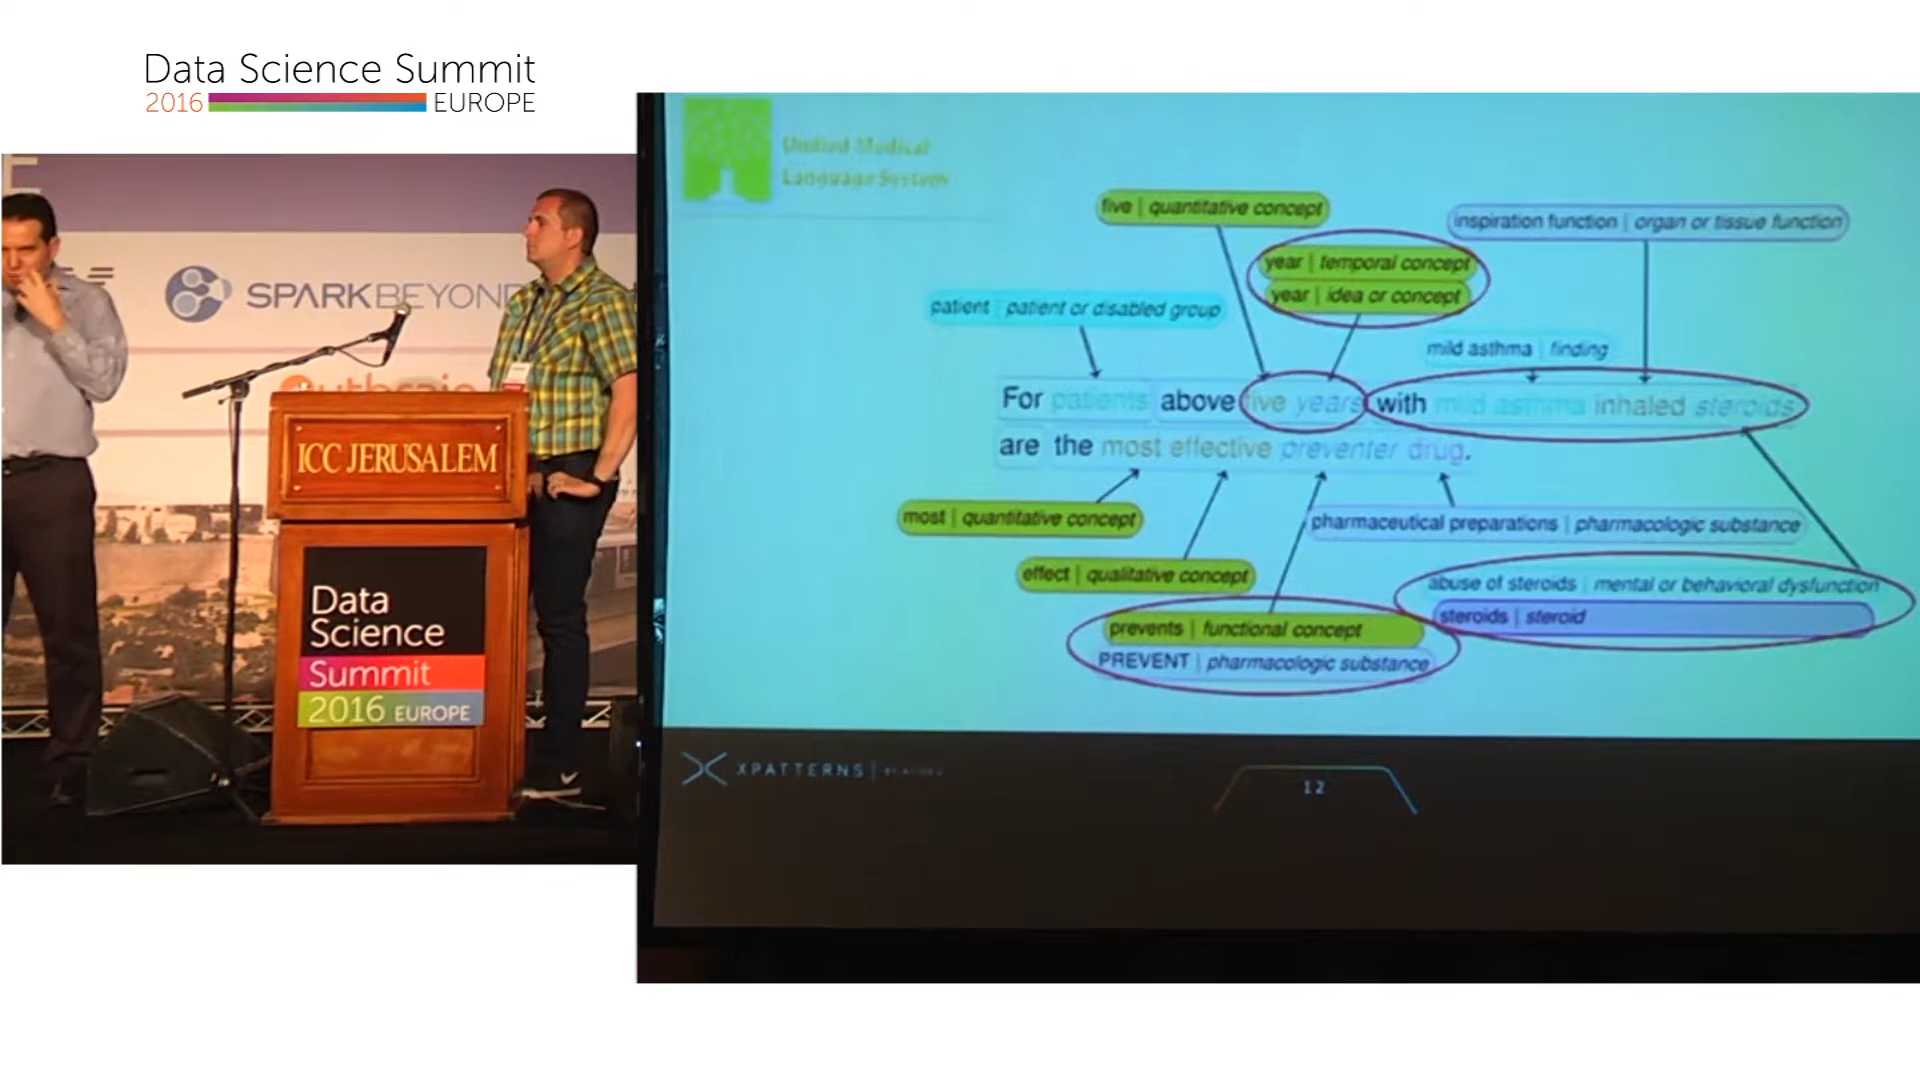 Data Science Summit
2016 EUROPE
SPARKBEYOND
ICC JERUSALEM
Data
Science
Summit
2016 EUROPE
Unified Medical
Language System
five | quantitative concept
inspiration function | organ or tissue function
year | temporal concept
year | idea or concept
patient | patient or disabled group
mild asthma | finding
For patients above five years with mild asthma inhaled steroids
are the most effective preventer drug.
most | quantitative concept
pharmaceutical preparations | pharmacologic substance
effect | qualitative concept
abuse of steroids | mental or behavioral dysfunction
steroids | steroid
prevents | functional concept
PREVENT | pharmacologic substance
XPATTERNS |
12